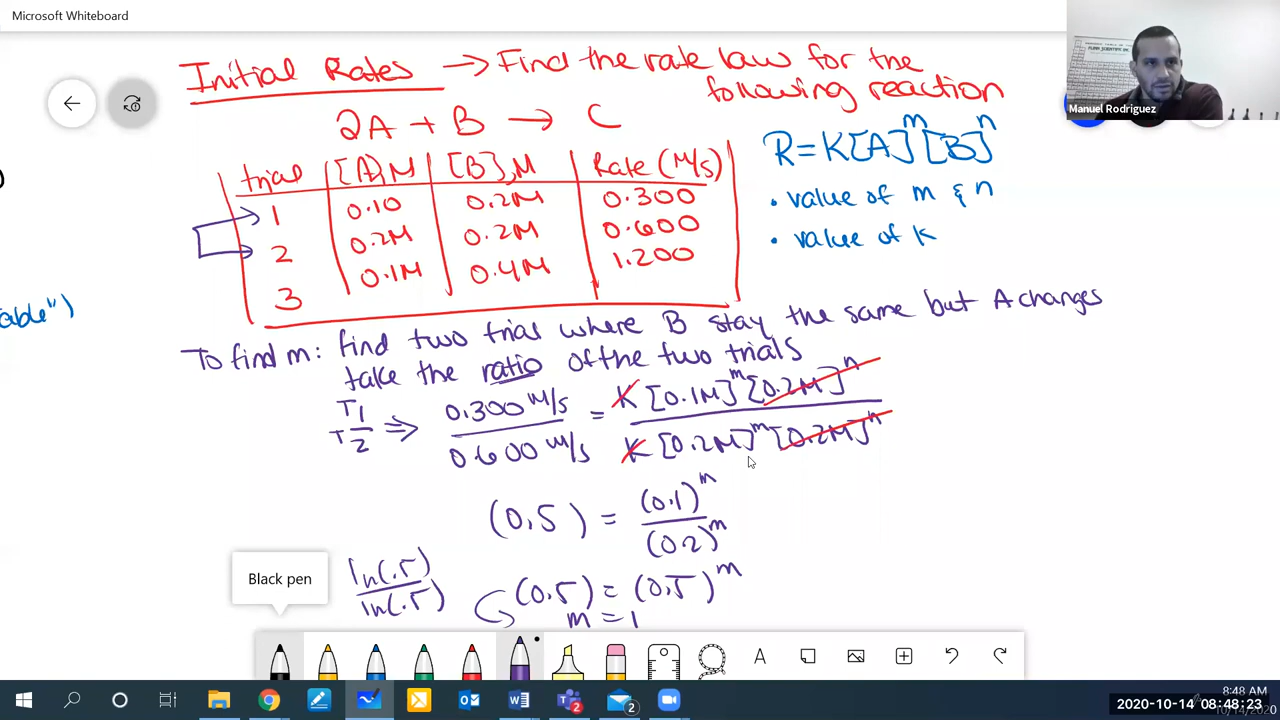 Microsoft Whiteboard
Initial Rates → Find the rate law for the
following reaction
Manuel Rodriguez
2A + B → C
R = K[A]^m [B]^n
• value of m & n
• value of K
trial | [A], M | [B], M | Rate (M/s)
1 | 0.10 | 0.2M | 0.300
2 | 0.2M | 0.2M | 0.600
3 | 0.1M | 0.4M | 1.200
able")
To find m: find two trial where B stay the same but A changes
take the ratio of the two trials
T1/T2 ⇒ 0.300 M/s / 0.600 M/s = K [0.1M]^m [0.2M]^n / K [0.2M]^m [0.2M]^n
(0.5) = (0.1)^m / (0.2)^m
ln(.5) / ln(.5)
(0.5) = (0.5)^m
m = 1
Black pen
A
2
2
8:48 AM
2020-10-14 08:48:23